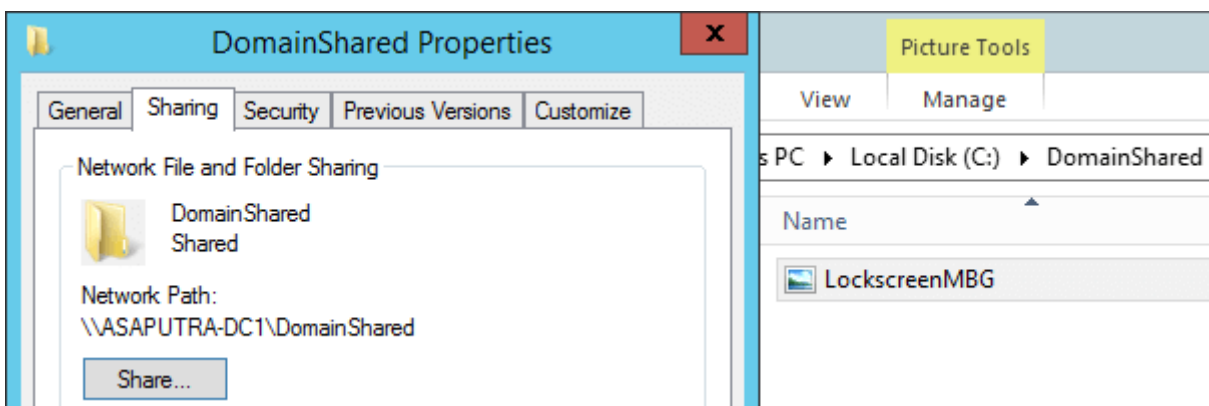 DomainShared Properties
x
General Sharing Security Previous Versions Customize
Network File and Folder Sharing
DomainShared
Shared
Network Path:
\\ASAPUTRA-DC1\DomainShared
Share...
Picture Tools
View Manage
s PC ▸ Local Disk (C:) ▸ DomainShared
Name
LockscreenMBG